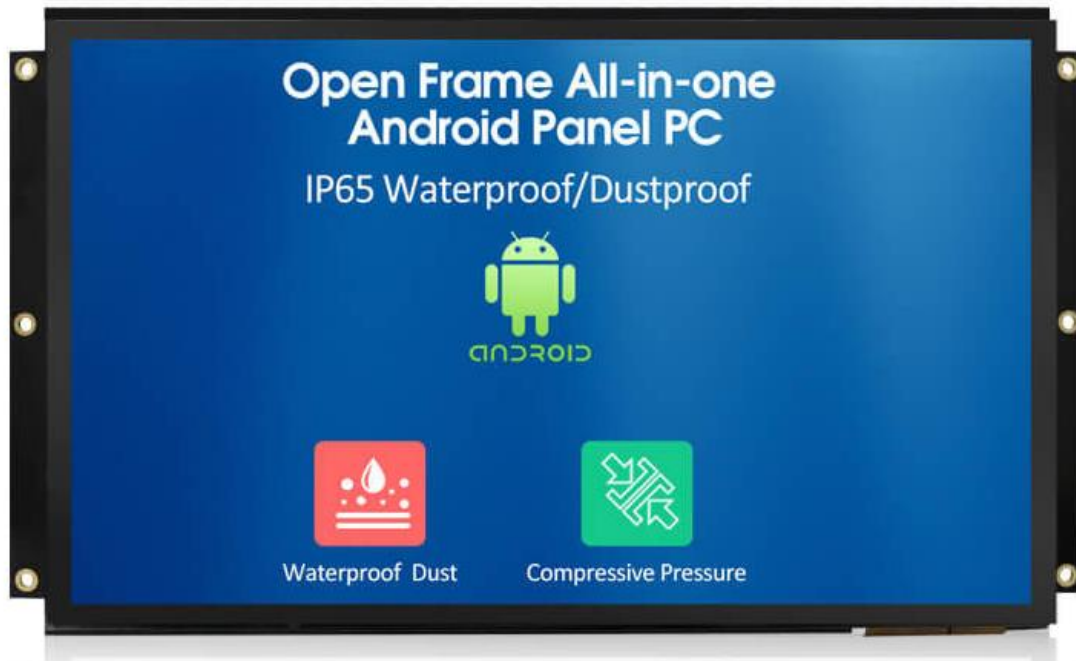 Open Frame All-in-one
Android Panel PC
IP65 Waterproof/Dustproof
ANDROID
Waterproof Dust
Compressive Pressure